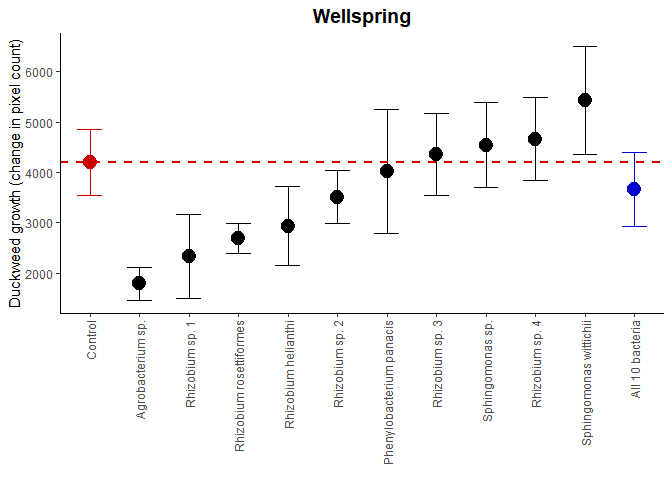 Wellspring
Duckweed growth (change in pixel count)
6000
5000
4000
3000
2000
Control
Agrobacterium sp.
Rhizobium sp. 1
Rhizobium rosettiformes
Rhizobium helianthi
Rhizobium sp. 2
Phenylobacterium panacis
Rhizobium sp. 3
Sphingomonas sp.
Rhizobium sp. 4
Sphingomonas wittichii
All 10 bacteria